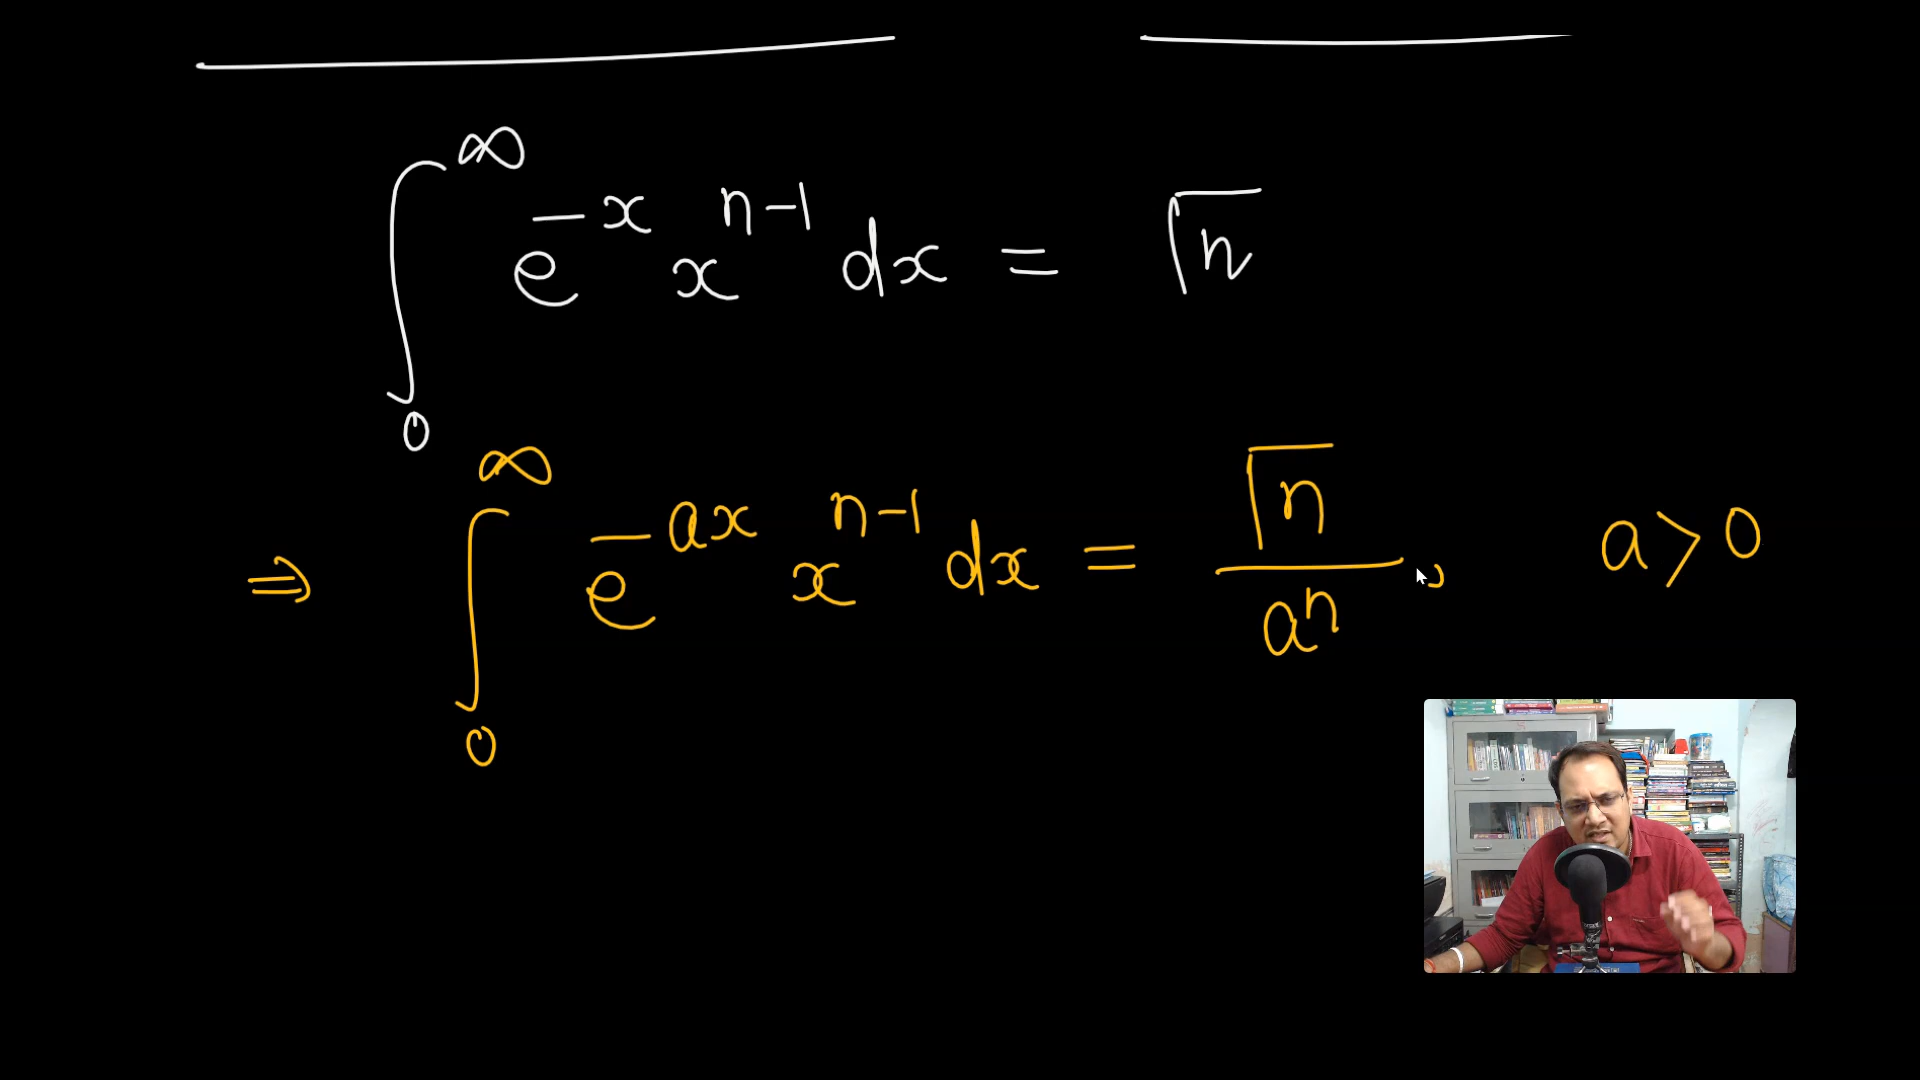 ∫₀^∞ e^{-x} x^{n-1} dx = Γn
⇒ ∫₀^∞ e^{-ax} x^{n-1} dx = Γn / a^n , a > 0